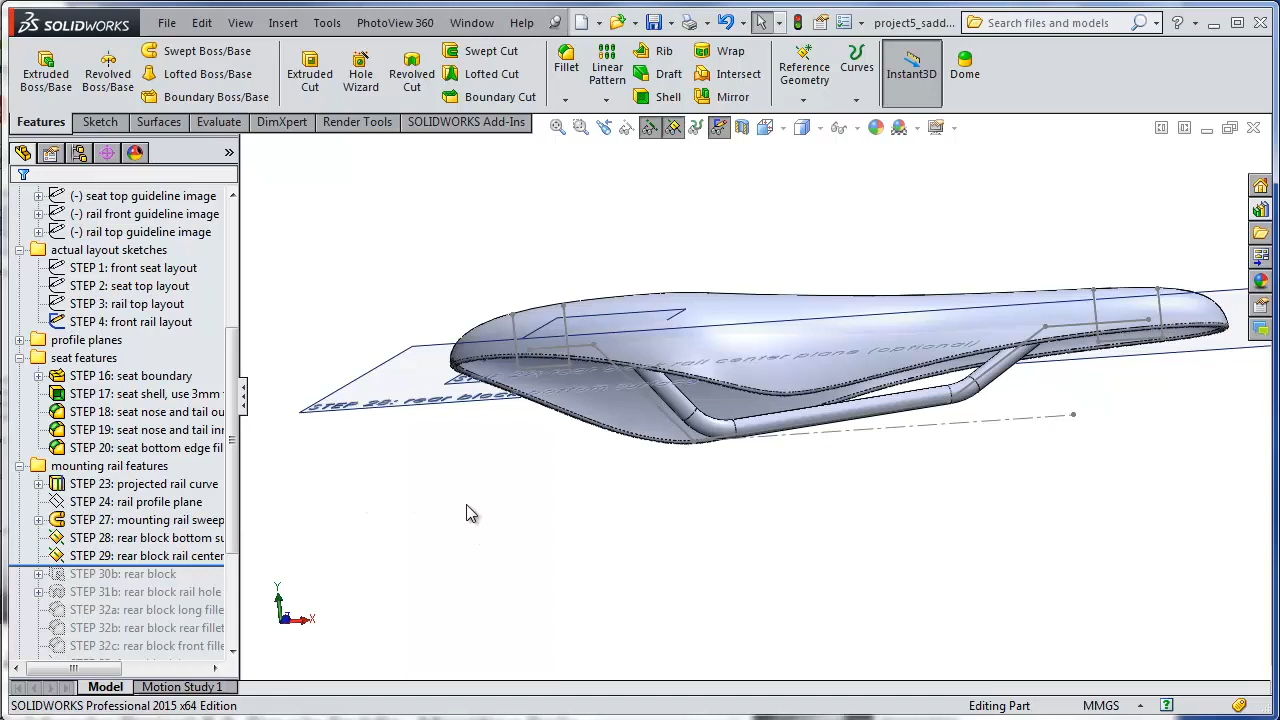 SOLIDWORKS File Edit View Insert Tools PhotoView 360 Window Help project5_sadd... Search files and models ?
Extruded Boss/Base
Revolved Boss/Base
Swept Boss/Base
Lofted Boss/Base
Boundary Boss/Base
Extruded Cut
Hole Wizard
Revolved Cut
Swept Cut
Lofted Cut
Boundary Cut
Fillet
Linear Pattern
Rib
Draft
Shell
Wrap
Intersect
Mirror
Reference Geometry
Curves
Instant3D
Dome
Features Sketch Surfaces Evaluate DimXpert Render Tools SOLIDWORKS Add-Ins
»
(-) seat top guideline image
(-) rail front guideline image
(-) rail top guideline image
actual layout sketches
STEP 1: front seat layout
STEP 2: seat top layout
STEP 3: rail top layout
STEP 4: front rail layout
profile planes
seat features
STEP 16: seat boundary
STEP 17: seat shell, use 3mm
STEP 18: seat nose and tail ou
STEP 19: seat nose and tail inn
STEP 20: seat bottom edge fil
mounting rail features
STEP 23: projected rail curve
STEP 24: rail profile plane
STEP 27: mounting rail sweep
STEP 28: rear block bottom su
STEP 29: rear block rail center
STEP 30b: rear block
STEP 31b: rear block rail hole
STEP 32a: rear block long fille
STEP 32b: rear block rear fillet
STEP 32c: rear block front fille
rail center plane (optional)
Y
X
Z
Model Motion Study 1
SOLIDWORKS Professional 2015 x64 Edition Editing Part MMGS ?